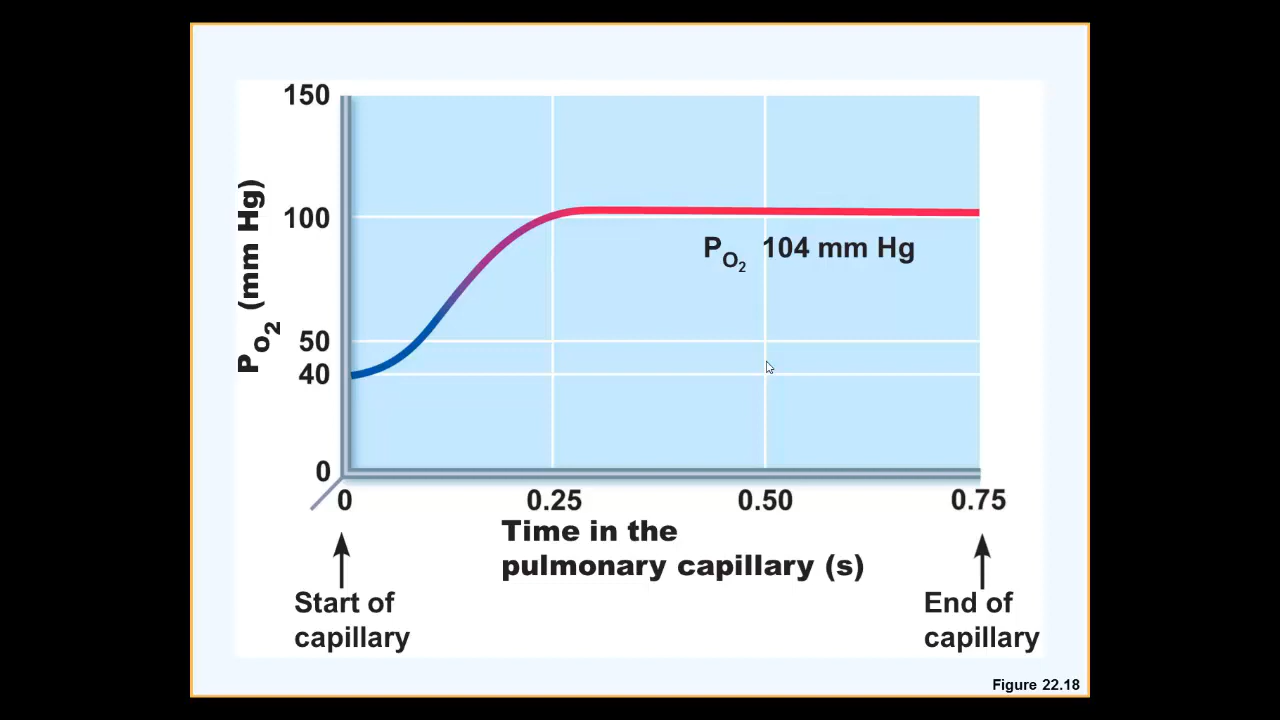 150
100
50
40
0
P O2 (mm Hg)
PO2 104 mm Hg
0 0.25 0.50 0.75
Time in the
pulmonary capillary (s)
Start of
capillary
End of
capillary
Figure 22.18